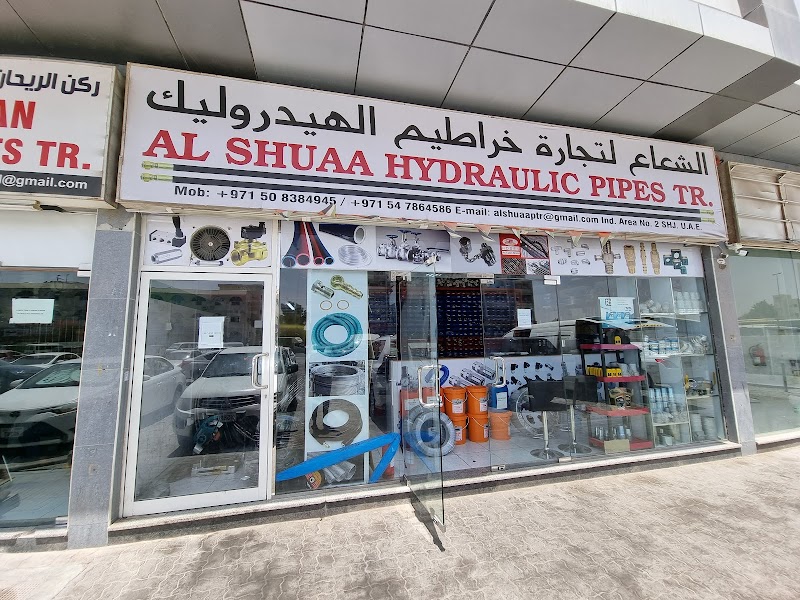 ركن الريحان
AN
TS TR.
@gmail.com
الشعاع لتجارة خراطيم الهيدروليك
AL SHUAA HYDRAULIC PIPES TR.
Mob: +971 50 8384945 / +971 54 7864586 E-mail: alshuaaptr@gmail.com Ind. Area No. 2 SHJ. U.A.E.